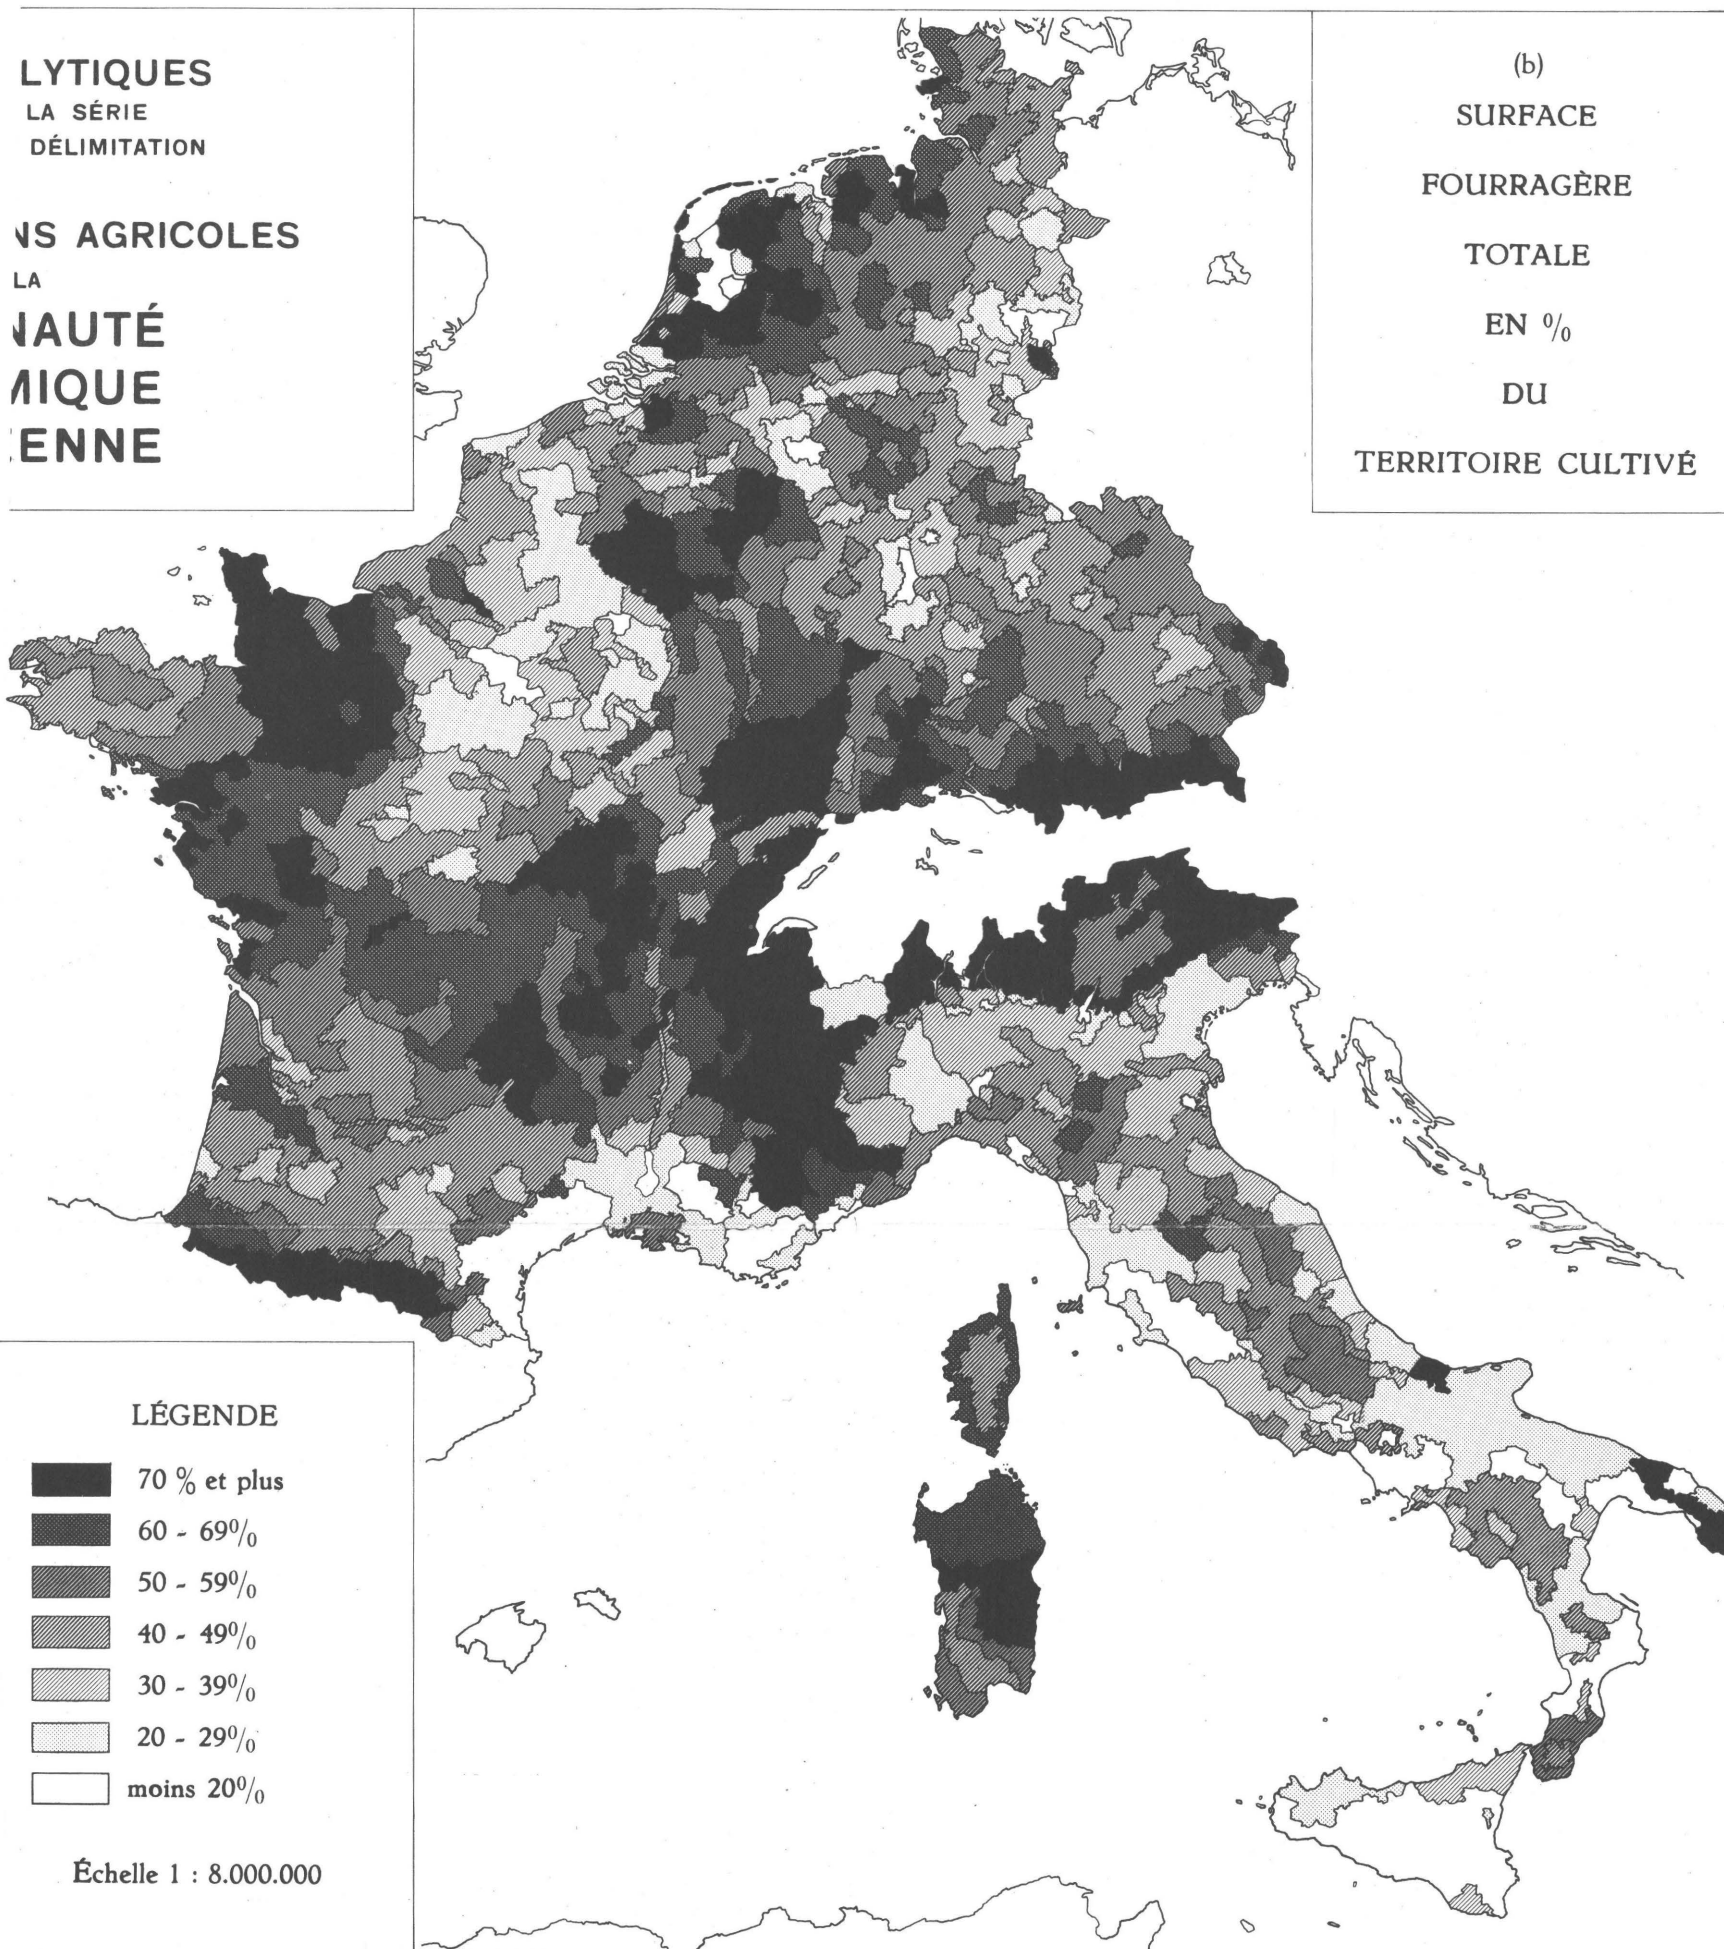 LYTIQUES
LA SÉRIE
DÉLIMITATION
NS AGRICOLES
LA
NAUTÉ
MIQUE
ENNE
(b)
SURFACE
FOURRAGÈRE
TOTALE
EN %
DU
TERRITOIRE CULTIVÉ
LÉGENDE
70 % et plus
60 - 69%
50 - 59%
40 - 49%
30 - 39%
20 - 29%
moins 20%
Échelle 1 : 8.000.000